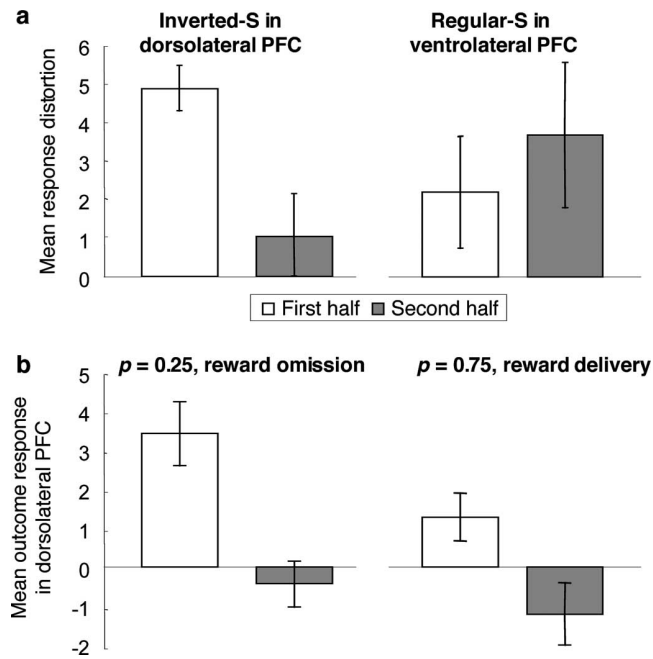 a
Inverted-S in
dorsolateral PFC
Regular-S in
ventrolateral PFC
Mean response distortion
6
5
4
3
2
1
0
First half
Second half
b
p = 0.25, reward omission
p = 0.75, reward delivery
Mean outcome response
in dorsolateral PFC
5
4
3
2
1
0
-1
-2